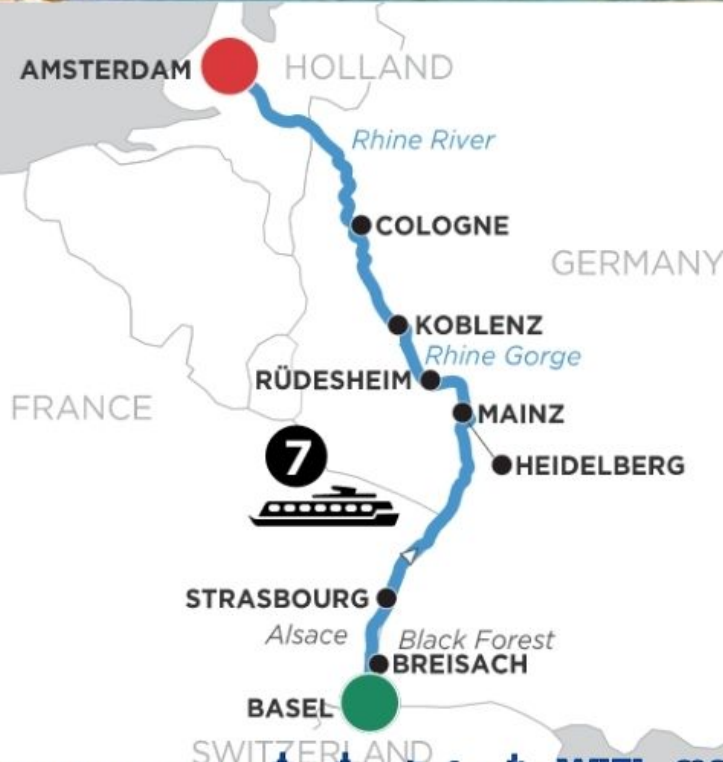 AMSTERDAM
HOLLAND
Rhine River
COLOGNE
GERMANY
KOBLENZ
Rhine Gorge
RÜDESHEIM
FRANCE
MAINZ
7
HEIDELBERG
STRASBOURG
Alsace
Black Forest
BREISACH
BASEL
SWITZERLAND